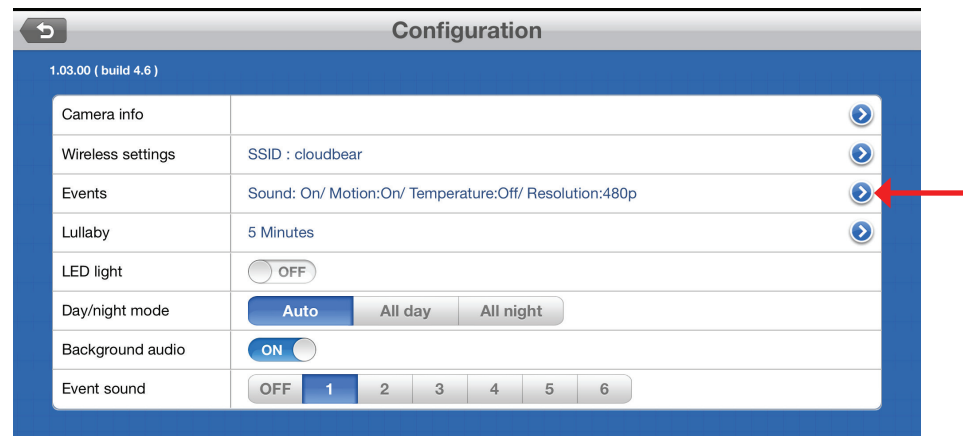 Configuration
1.03.00 ( build 4.6 )
Camera info
Wireless settings SSID : cloudbear
Events Sound: On/ Motion:On/ Temperature:Off/ Resolution:480p
Lullaby 5 Minutes
LED light OFF
Day/night mode Auto All day All night
Background audio ON
Event sound OFF 1 2 3 4 5 6